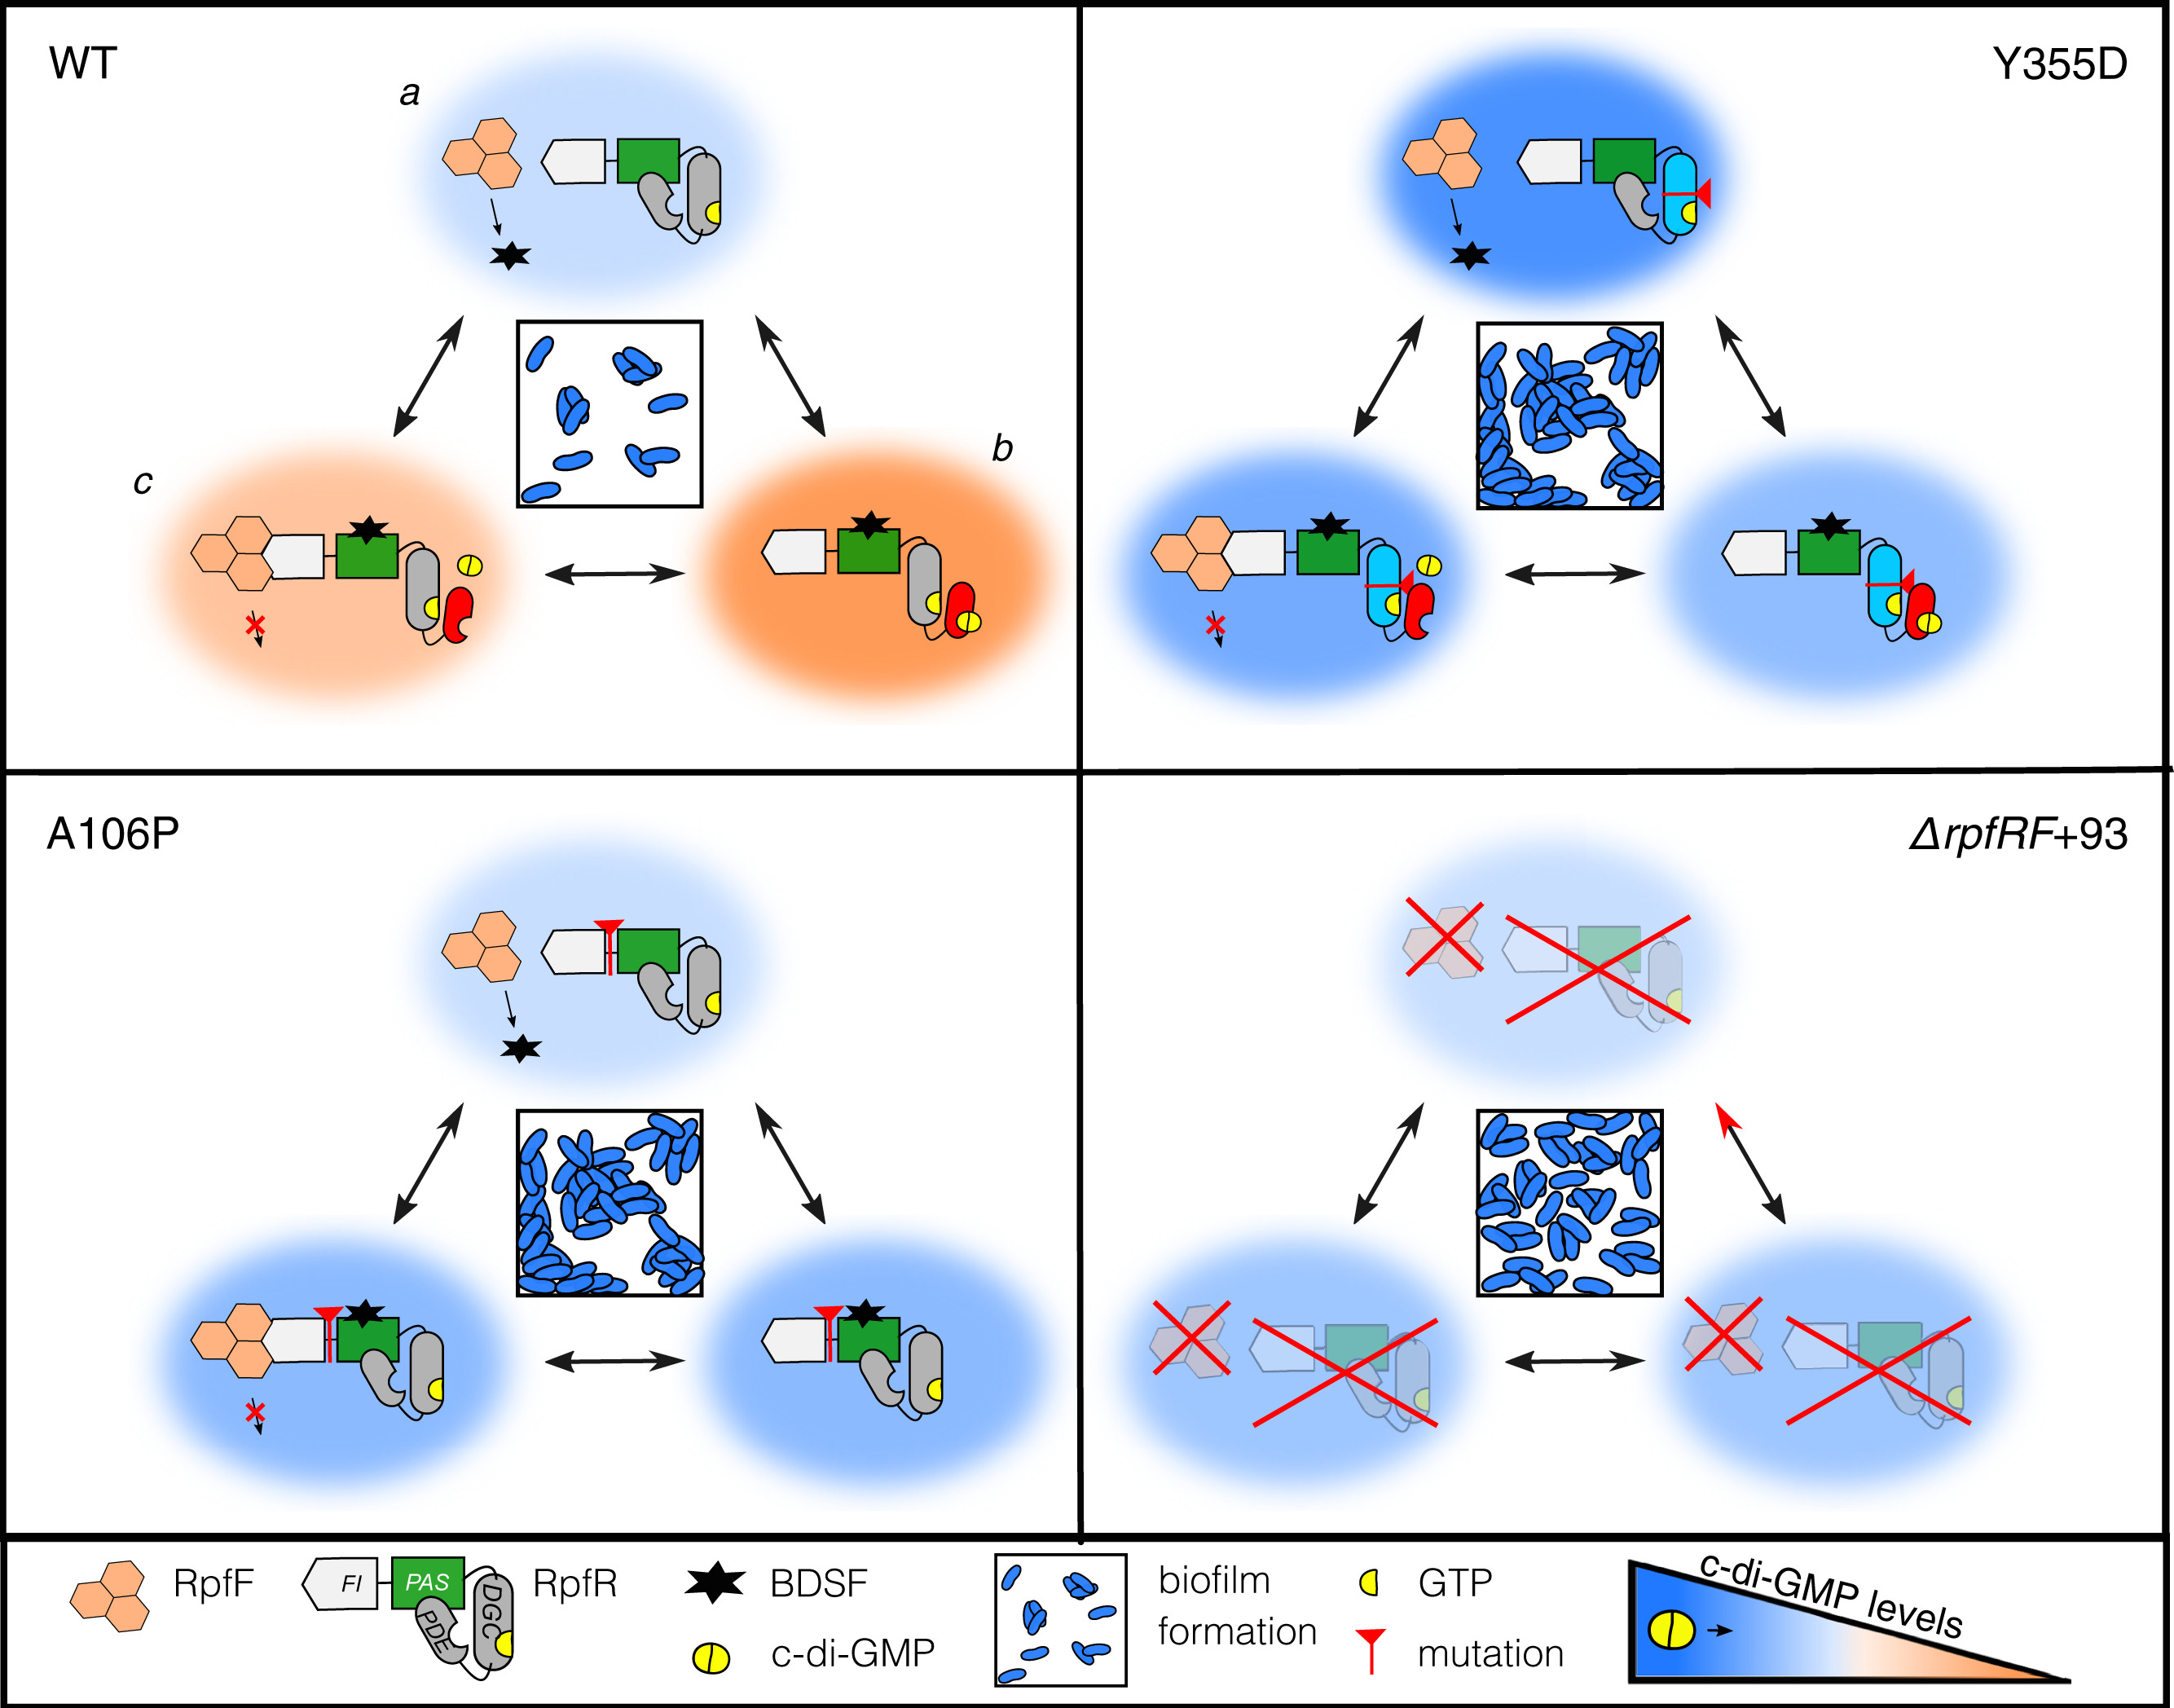 WT
a
b
c
Y355D
A106P
ΔrpfRF+93
RpfF
FI
PAS
PDE
DGC
RpfR
BDSF
c-di-GMP
biofilm
formation
GTP
mutation
c-di-GMP levels